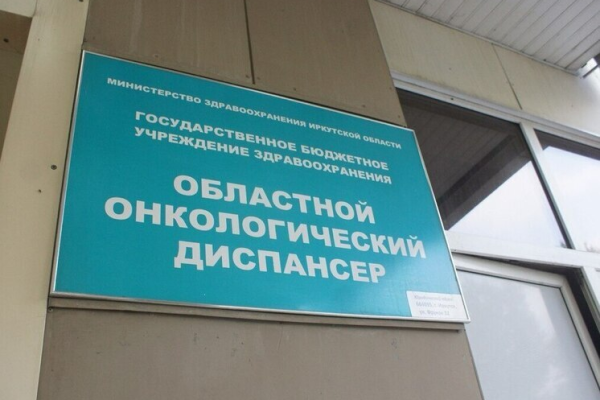 МИНИСТЕРСТВО ЗДРАВООХРАНЕНИЯ ИРКУТСКОЙ ОБЛАСТИ
ГОСУДАРСТВЕННОЕ БЮДЖЕТНОЕ
УЧРЕЖДЕНИЕ ЗДРАВООХРАНЕНИЯ
ОБЛАСТНОЙ
ОНКОЛОГИЧЕСКИЙ
ДИСПАНСЕР